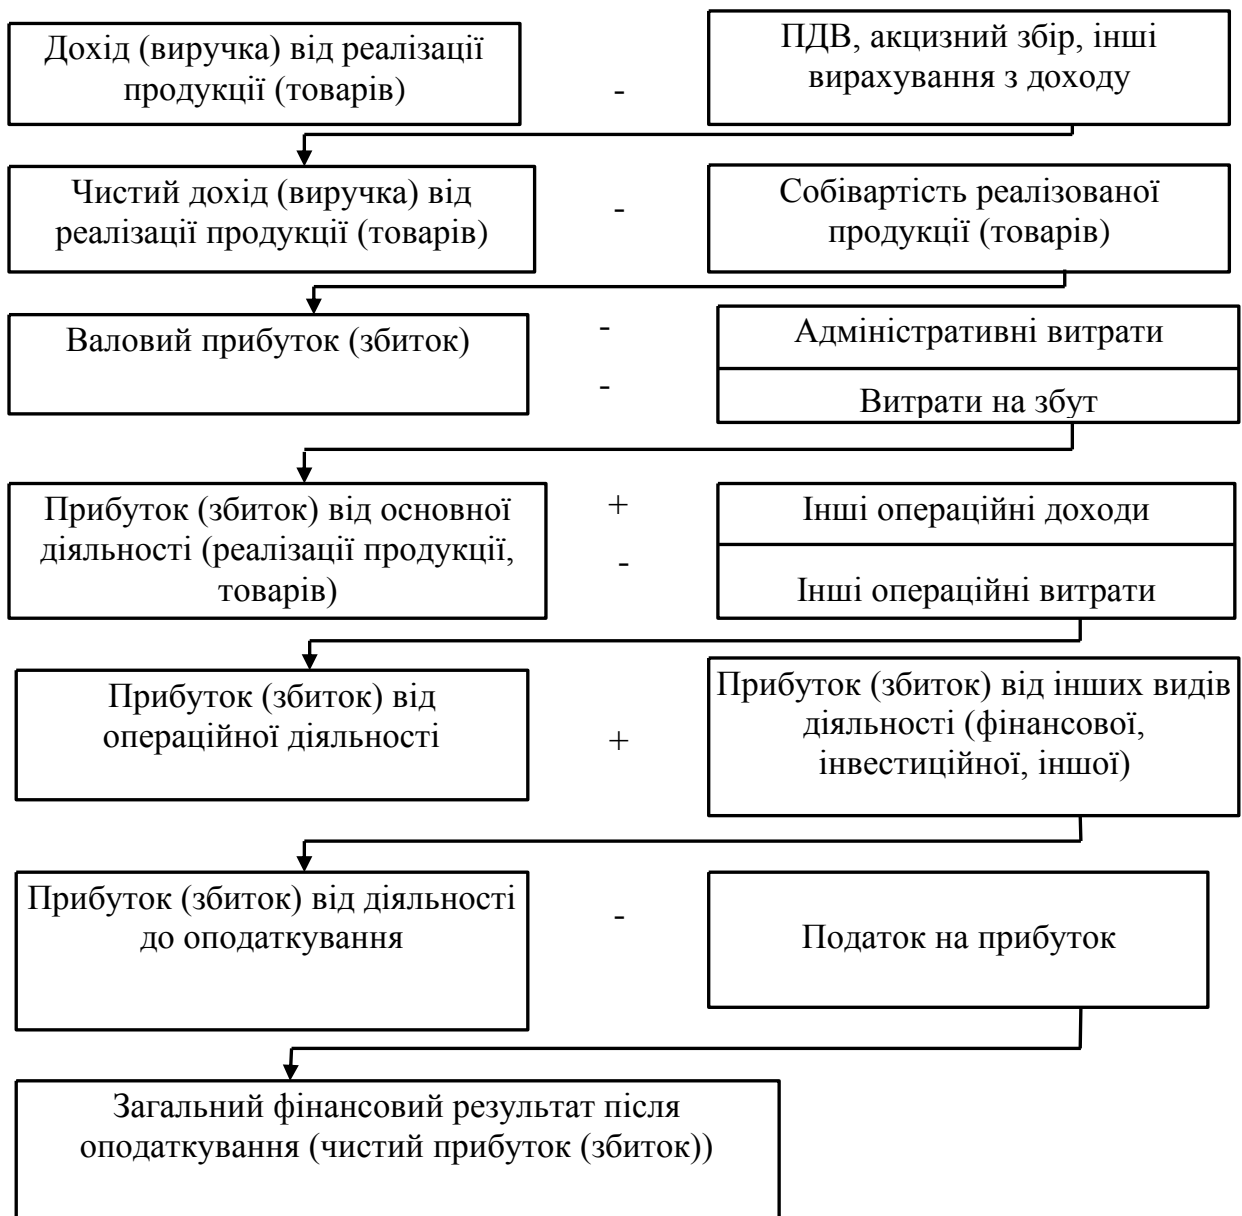 Дохід (виручка) від реалізації
продукції (товарів)
-
ПДВ, акцизний збір, інші
вирахування з доходу
Чистий дохід (виручка) від
реалізації продукції (товарів)
-
Собівартість реалізованої
продукції (товарів)
Валовий прибуток (збиток)
-
-
Адміністративні витрати
Витрати на збут
Прибуток (збиток) від основної
діяльності (реалізації продукції,
товарів)
+
-
Інші операційні доходи
Інші операційні витрати
Прибуток (збиток) від
операційної діяльності
+
Прибуток (збиток) від інших видів
діяльності (фінансової,
інвестиційної, іншої)
Прибуток (збиток) від діяльності
до оподаткування
-
Податок на прибуток
Загальний фінансовий результат після
оподаткування (чистий прибуток (збиток))